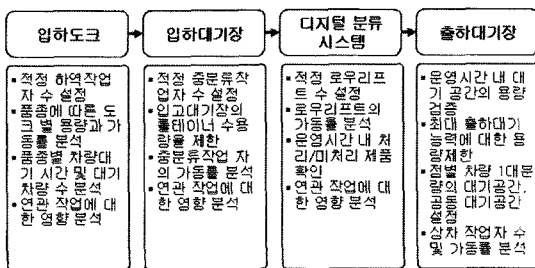 입하도크
입하대기장
디지털 분류
시스템
출하대기장
▪ 적정 하역작업
자 수 설정
▪ 품종에 따른 도
크별 용량과 가
동률 분석
▪ 품종별 차량대
기 시간 및 대기
차량 수 분석
▪ 연관 작업에 대
한 영향 분석
▪ 적정 중분류작
업자 수 설정
▪ 입고대기장의
롤테이너 수용
량을 제한
▪ 중분류작업 자
의 가동률 분석
▪ 연관 작업에 대
한 영향 분석
▪ 적정 로우리프
트 수 설정
▪ 로우리프트의
가동률 분석
▪ 운영시간 내 처
리/미처리 제품
확인
▪ 연관 작업에 대
한 영향 분석
▪ 운영시간 내 대
기 공간의 용량
검증
▪ 최대 출하대기
능력에 대한 용
량제한
▪ 점별 차량 1대분
량의 대기공간,
공동 대기공간
설정
▪ 상차 작업자 수
및 가동률 분석